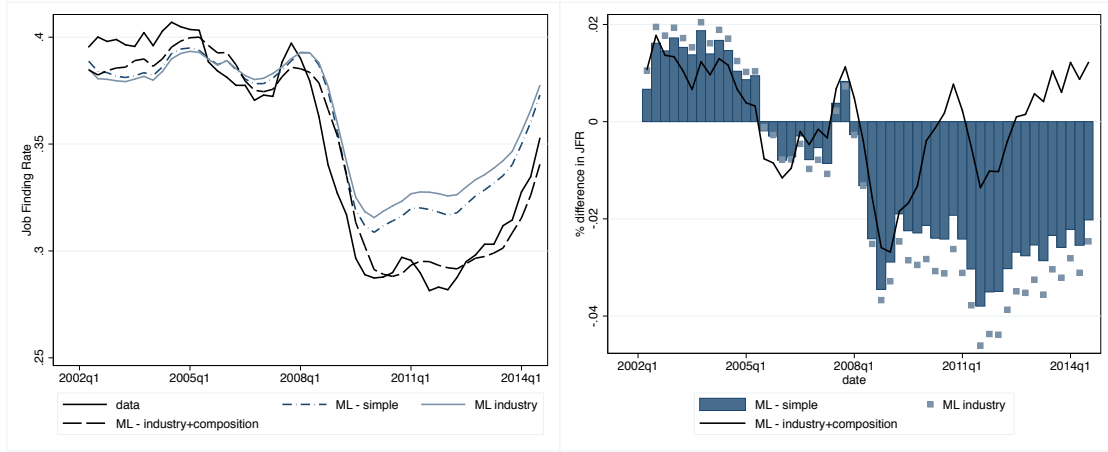 Job Finding Rate
.4
.35
.3
.25
2002q1 2005q1 2008q1 2011q1 2014q1
data ML - simple ML industry
ML - industry+composition
% difference in JFR
.02
0
-.02
-.04
2002q1 2005q1 2008q1 2011q1 2014q1
date
ML - simple ML industry
ML - industry+composition